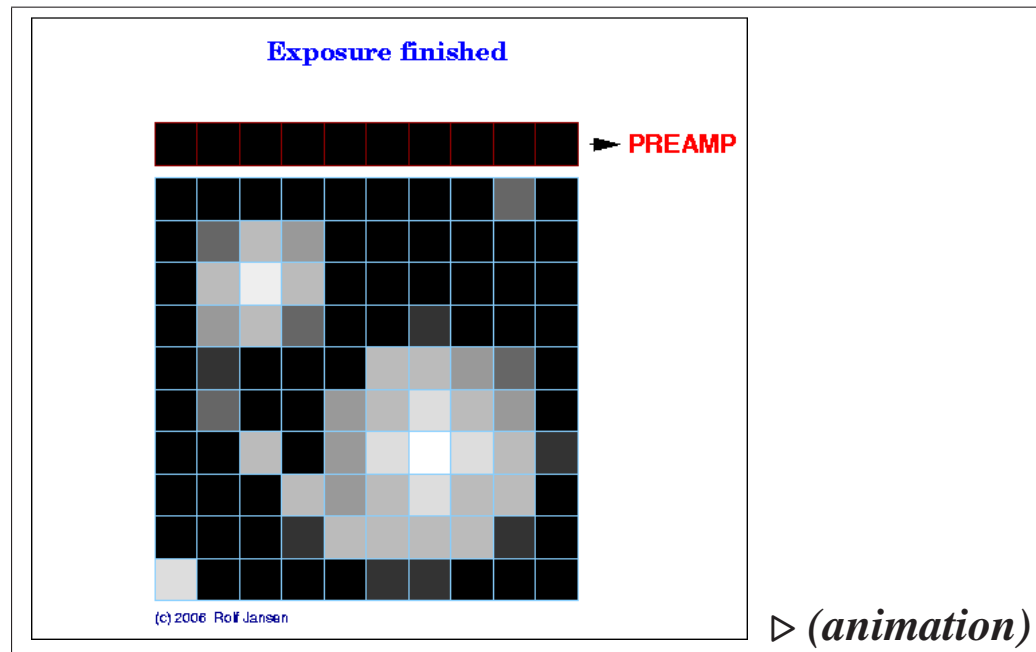 Exposure finished
PREAMP
(c) 2006 Rolf Jansen
▷ (animation)